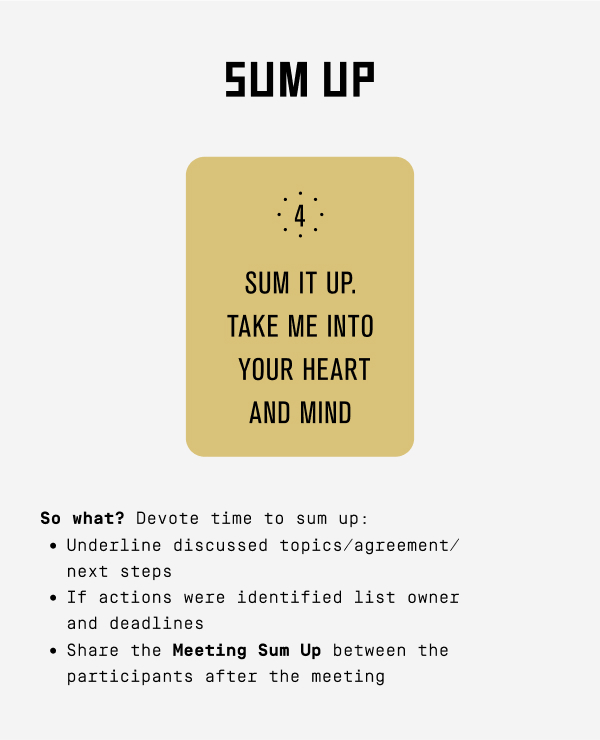 SUM UP
4
SUM IT UP.
TAKE ME INTO
YOUR HEART
AND MIND
So what? Devote time to sum up:
• Underline discussed topics/agreement/
next steps
• If actions were identified list owner
and deadlines
• Share the Meeting Sum Up between the
participants after the meeting